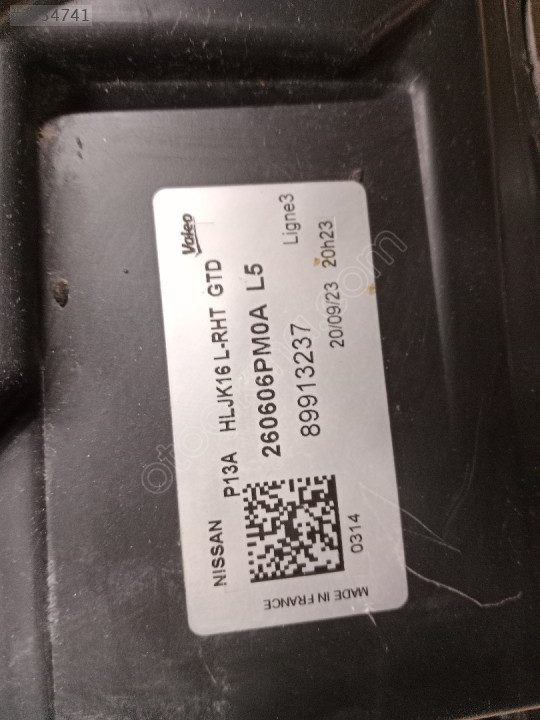 Valeo
NISSAN P13A HLJK16 L-RHT GTD
260606PM0A L5
89913237
Ligne3
20/09/23 20h23
0314
MADE IN FRANCE